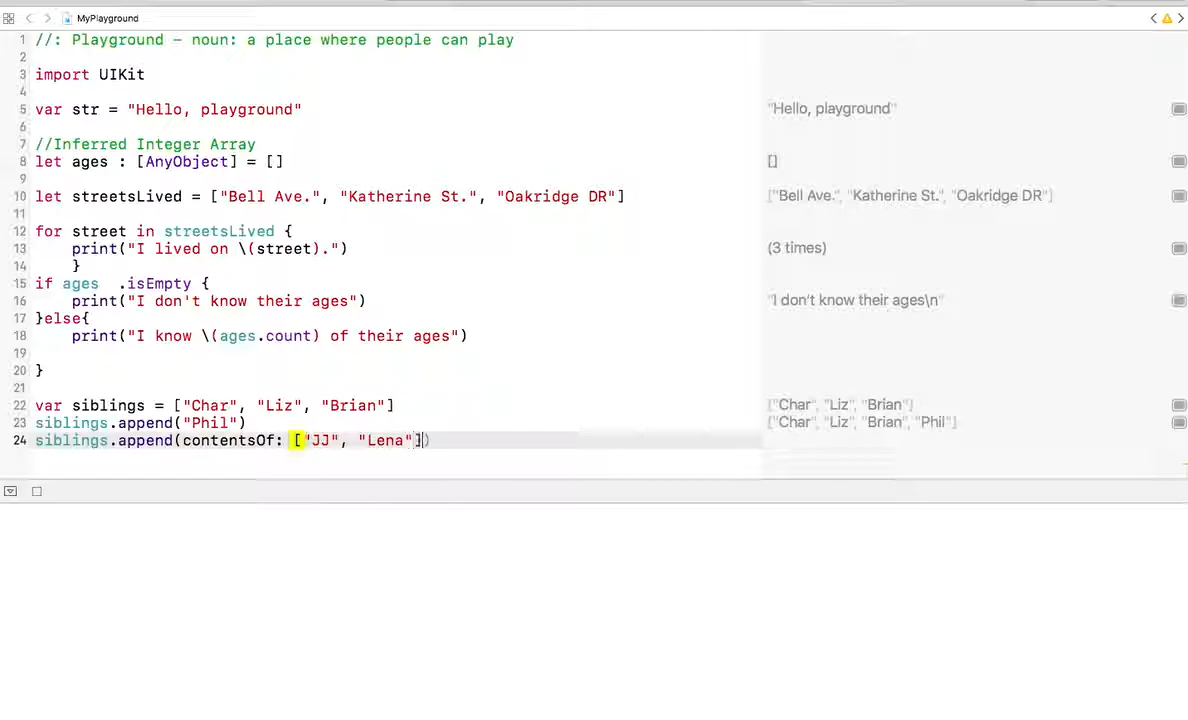 MyPlayground
1 //: Playground – noun: a place where people can play
2
3 import UIKit
4
5 var str = "Hello, playground" "Hello, playground"
6
7 //Inferred Integer Array
8 let ages : [AnyObject] = [] []
9
10 let streetsLived = ["Bell Ave.", "Katherine St.", "Oakridge DR"] ["Bell Ave.", "Katherine St.", "Oakridge DR"]
11
12 for street in streetsLived {
13 print("I lived on \(street).") (3 times)
14 }
15 if ages .isEmpty {
16 print("I don't know their ages") "I don't know their ages\n"
17 }else{
18 print("I know \(ages.count) of their ages")
19
20 }
21
22 var siblings = ["Char", "Liz", "Brian"] ["Char", "Liz", "Brian"]
23 siblings.append("Phil") ["Char", "Liz", "Brian", "Phil"]
24 siblings.append(contentsOf: ["JJ", "Lena"])